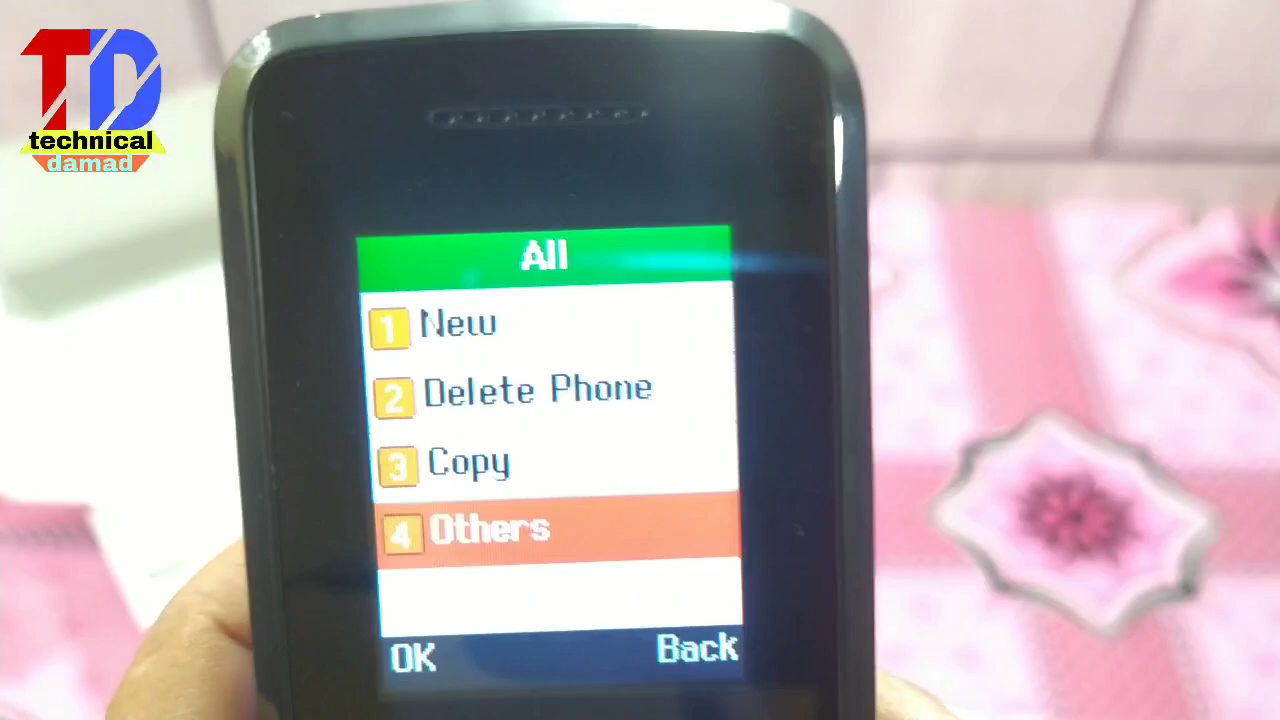 TD
technical
damad
All
1 New
2 Delete Phone
3 Copy
4 Others
OK Back